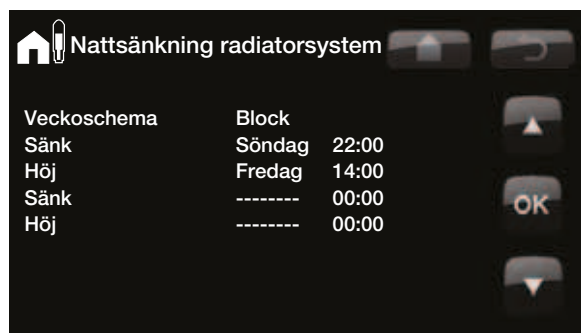 Nattsänkning radiatorsystem
Veckoschema Block
Sänk Söndag 22:00
Höj Fredag 14:00
Sänk -------- 00:00
OK
Höj -------- 00:00